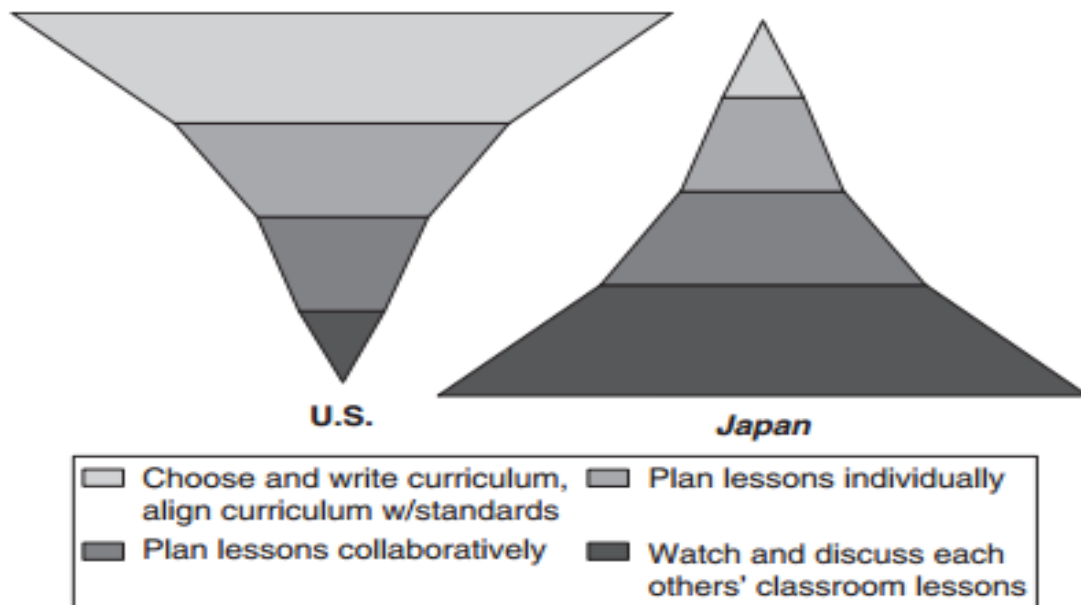 U.S.
Japan
Choose and write curriculum,
align curriculum w/standards
Plan lessons individually
Plan lessons collaboratively
Watch and discuss each
others' classroom lessons